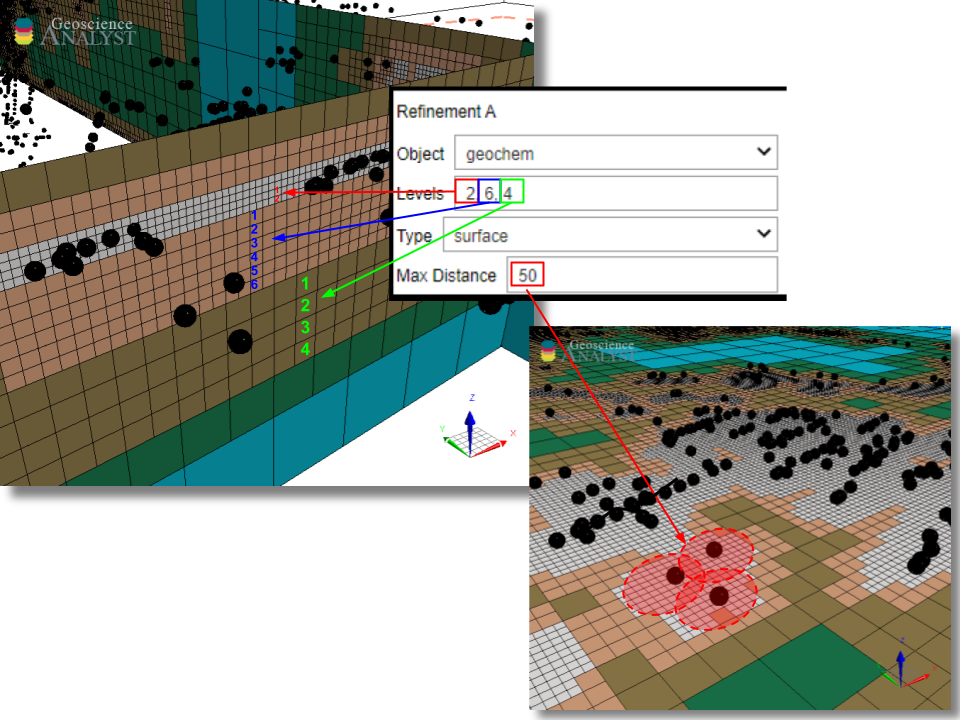 Geoscience
ANALYST
Refinement A
Object geochem
Levels 2, 6, 4
Type surface
Max Distance 50
1
2
1
2
3
4
5
6
1
2
3
4
Z
Y
X
Geoscience
ANALYST
Z